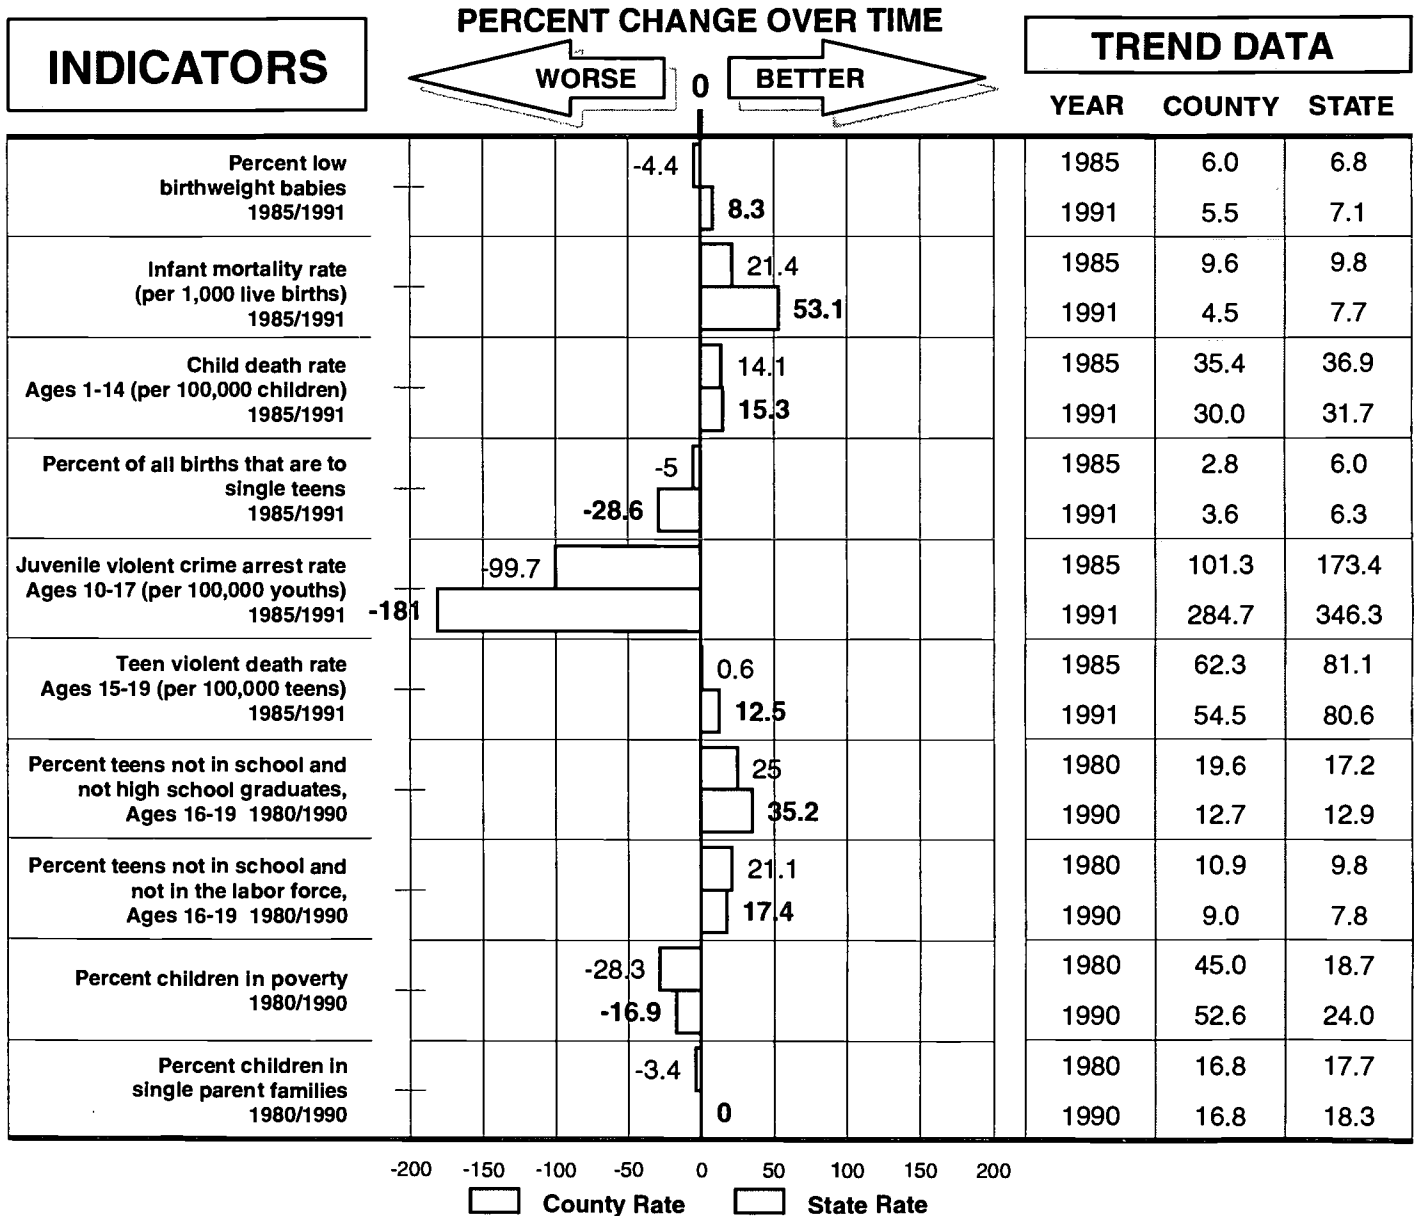 PERCENT CHANGE OVER TIME
INDICATORS
WORSE
0
BETTER
TREND DATA
YEAR COUNTY STATE
Percent low
birthweight babies
1985/1991
-4.4
8.3
1985 6.0 6.8
1991 5.5 7.1
Infant mortality rate
(per 1,000 live births)
1985/1991
21.4
53.1
1985 9.6 9.8
1991 4.5 7.7
Child death rate
Ages 1-14 (per 100,000 children)
1985/1991
14.1
15.3
1985 35.4 36.9
1991 30.0 31.7
Percent of all births that are to
single teens
1985/1991
-5
-28.6
1985 2.8 6.0
1991 3.6 6.3
Juvenile violent crime arrest rate
Ages 10-17 (per 100,000 youths)
1985/1991
-99.7
-181
1985 101.3 173.4
1991 284.7 346.3
Teen violent death rate
Ages 15-19 (per 100,000 teens)
1985/1991
0.6
12.5
1985 62.3 81.1
1991 54.5 80.6
Percent teens not in school and
not high school graduates,
Ages 16-19 1980/1990
25
35.2
1980 19.6 17.2
1990 12.7 12.9
Percent teens not in school and
not in the labor force,
Ages 16-19 1980/1990
21.1
17.4
1980 10.9 9.8
1990 9.0 7.8
Percent children in poverty
1980/1990
-28.3
-16.9
1980 45.0 18.7
1990 52.6 24.0
Percent children in
single parent families
1980/1990
-3.4
0
1980 16.8 17.7
1990 16.8 18.3
-200 -150 -100 -50 0 50 100 150 200
County Rate State Rate